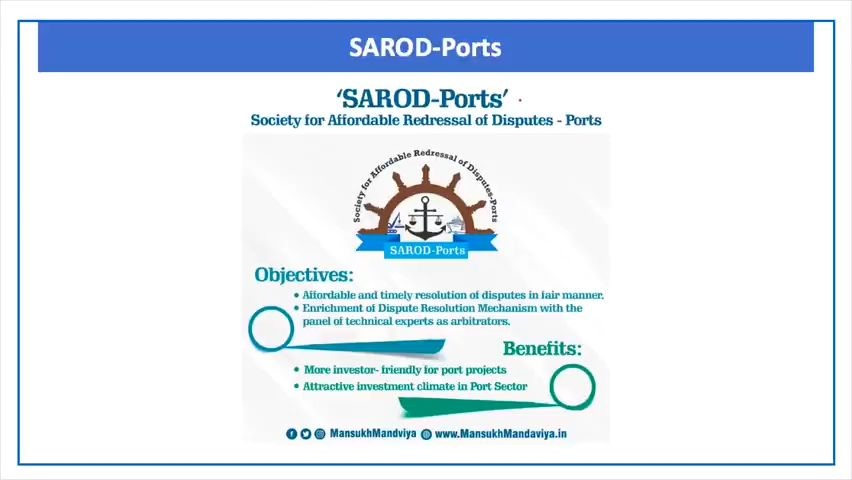 SAROD-Ports
‘SAROD-Ports’
Society for Affordable Redressal of Disputes - Ports
Society for Affordable Redressal of Disputes-Ports
SAROD-Ports
Objectives:
• Affordable and timely resolution of disputes in fair manner.
• Enrichment of Dispute Resolution Mechanism with the
panel of technical experts as arbitrators.
Benefits:
• More investor- friendly for port projects
• Attractive investment climate in Port Sector
MansukhMandviya www.MansukhMandaviya.in